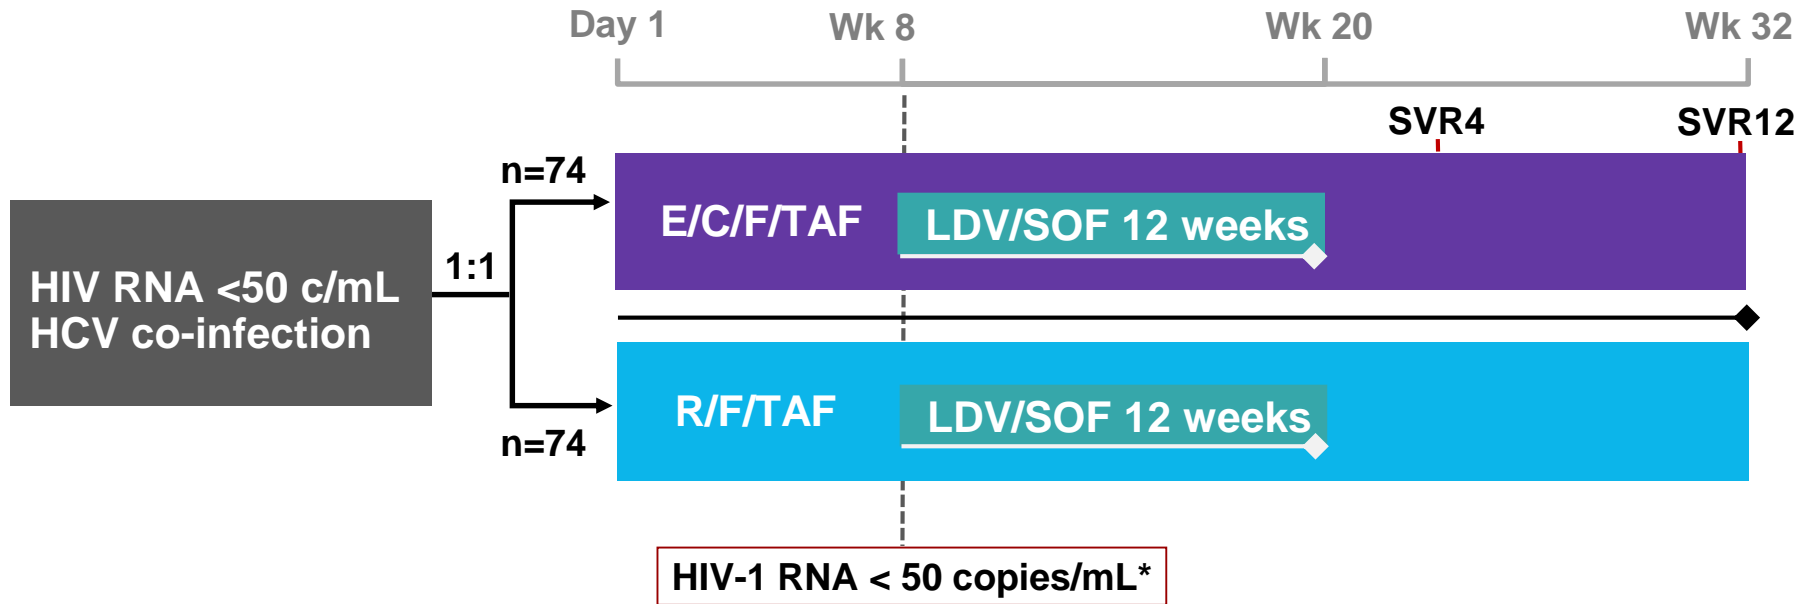 Day 1
Wk 8
Wk 20
Wk 32
SVR4
SVR12
n=74
E/C/F/TAF
LDV/SOF 12 weeks
HIV RNA <50 c/mL
HCV co-infection
1:1
R/F/TAF
LDV/SOF 12 weeks
n=74
HIV-1 RNA < 50 copies/mL*